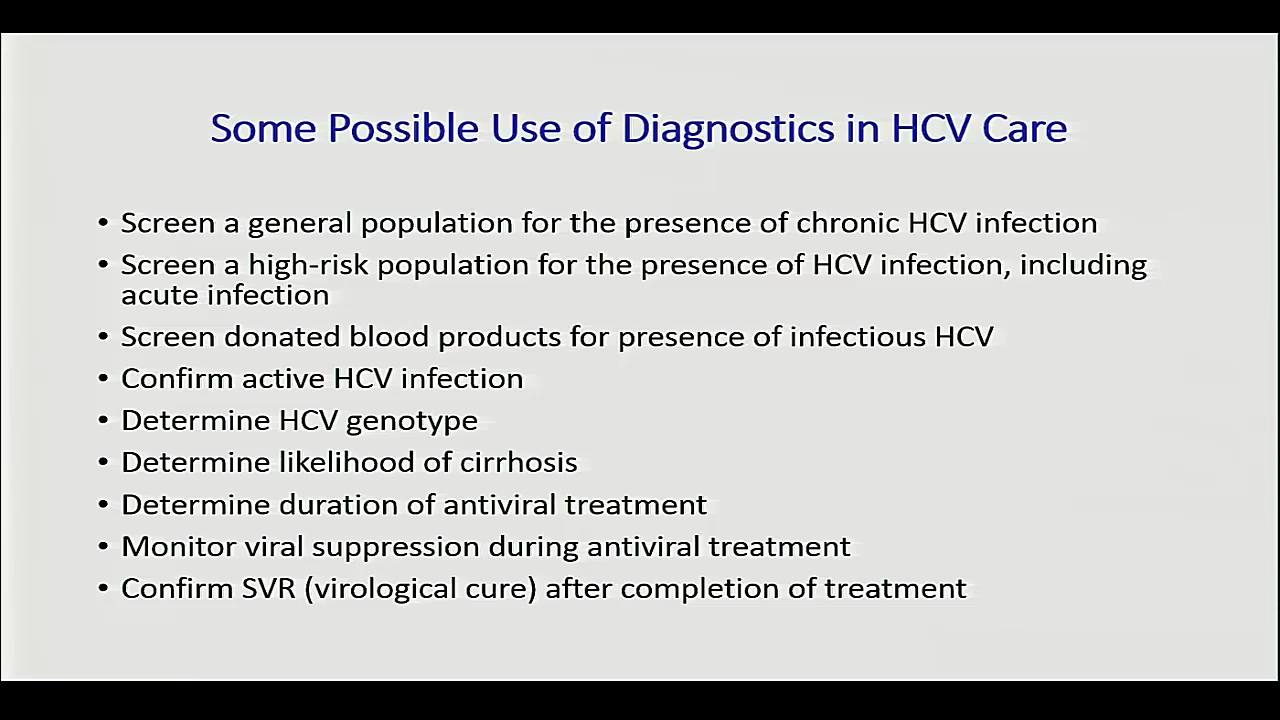 Some Possible Use of Diagnostics in HCV Care
• Screen a general population for the presence of chronic HCV infection
• Screen a high-risk population for the presence of HCV infection, including
acute infection
• Screen donated blood products for presence of infectious HCV
• Confirm active HCV infection
• Determine HCV genotype
• Determine likelihood of cirrhosis
• Determine duration of antiviral treatment
• Monitor viral suppression during antiviral treatment
• Confirm SVR (virological cure) after completion of treatment